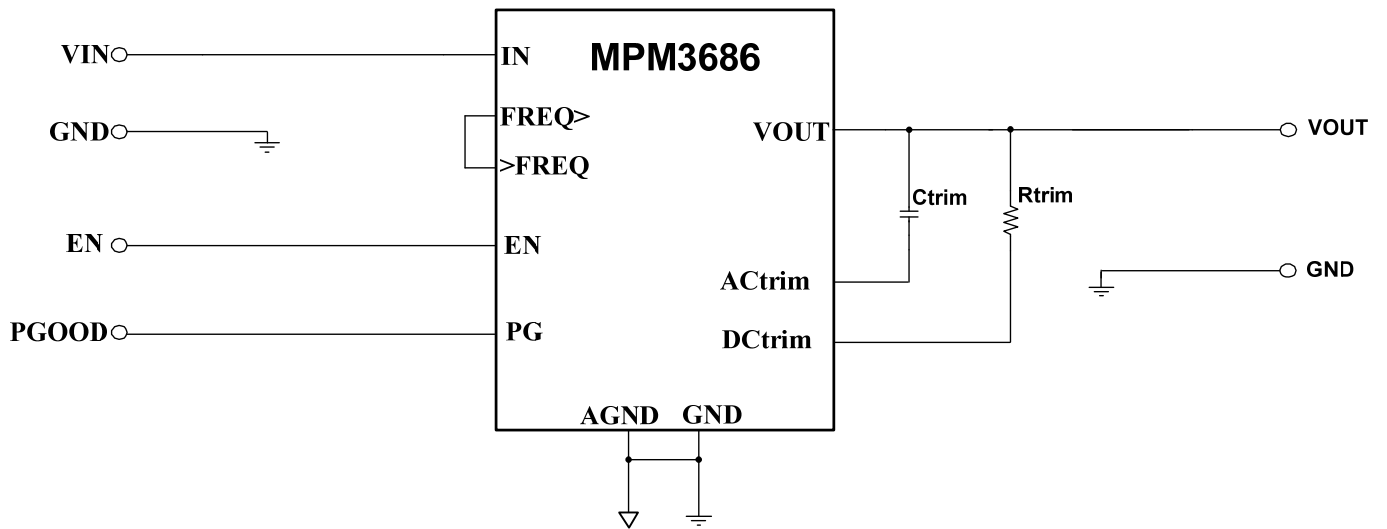 MPM3686
VIN
IN
GND
FREQ>
>FREQ
EN
EN
PGOOD
PG
VOUT
VOUT
Ctrim
Rtrim
ACtrim
GND
DCtrim
AGND
GND